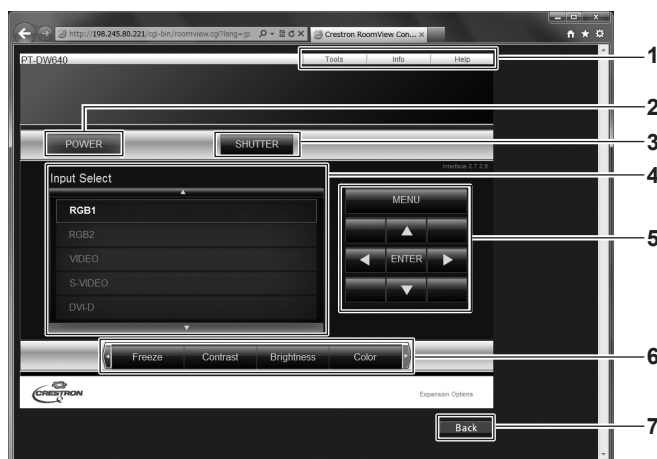 http://198.245.80.221/cgi-bin/roomview.cgi?lang=jp
Crestron RoomView Con... ×
PT-DW640
Tools Info Help
1
2
POWER
SHUTTER
3
Interface 2.7.2.6
4
Input Select
RGB1
RGB2
VIDEO
S-VIDEO
DVI-D
MENU
ENTER
5
Freeze Contrast Brightness Color
6
CRESTRON
Expansion Options
Back
7